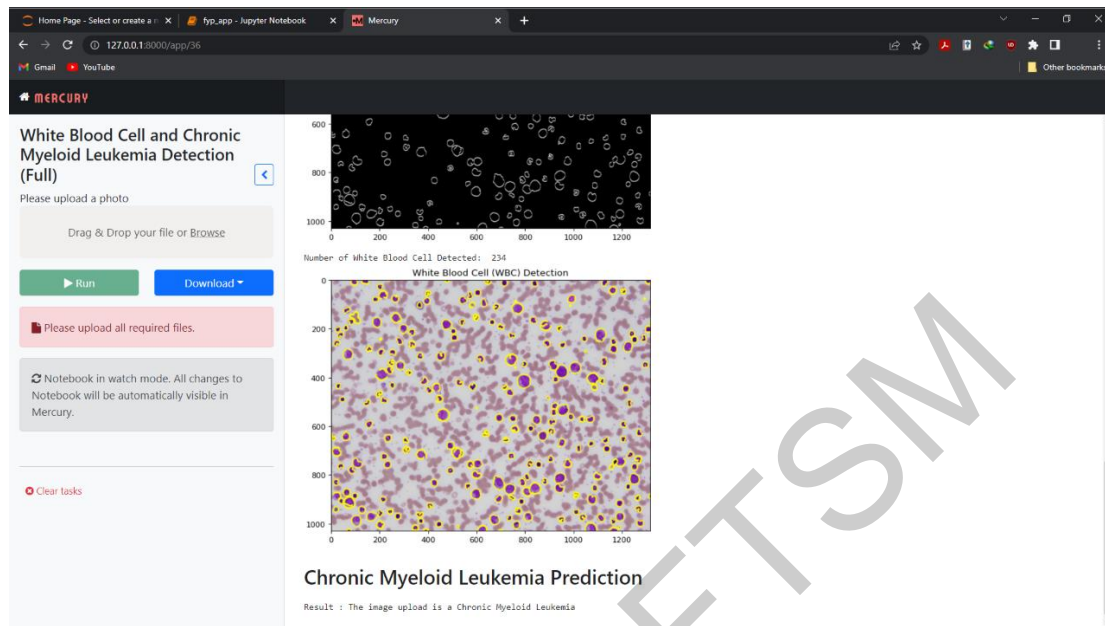 Home Page - Select or create a n
fyp_app - Jupyter Notebook
Mercury
127.0.0.1:8000/app/36
Gmail
YouTube
Other bookmarks
MERCURY
White Blood Cell and Chronic
Myeloid Leukemia Detection
(Full)
Please upload a photo
Drag & Drop your file or Browse
Run
Download
Please upload all required files.
Notebook in watch mode. All changes to
Notebook will be automatically visible in
Mercury.
Clear tasks
600
800
1000
0 200 400 600 800 1000 1200
Number of White Blood Cell Detected: 234
White Blood Cell (WBC) Detection
0
200
400
600
800
1000
0 200 400 600 800 1000 1200
Chronic Myeloid Leukemia Prediction
Result : The image upload is a Chronic Myeloid Leukemia
FTSM